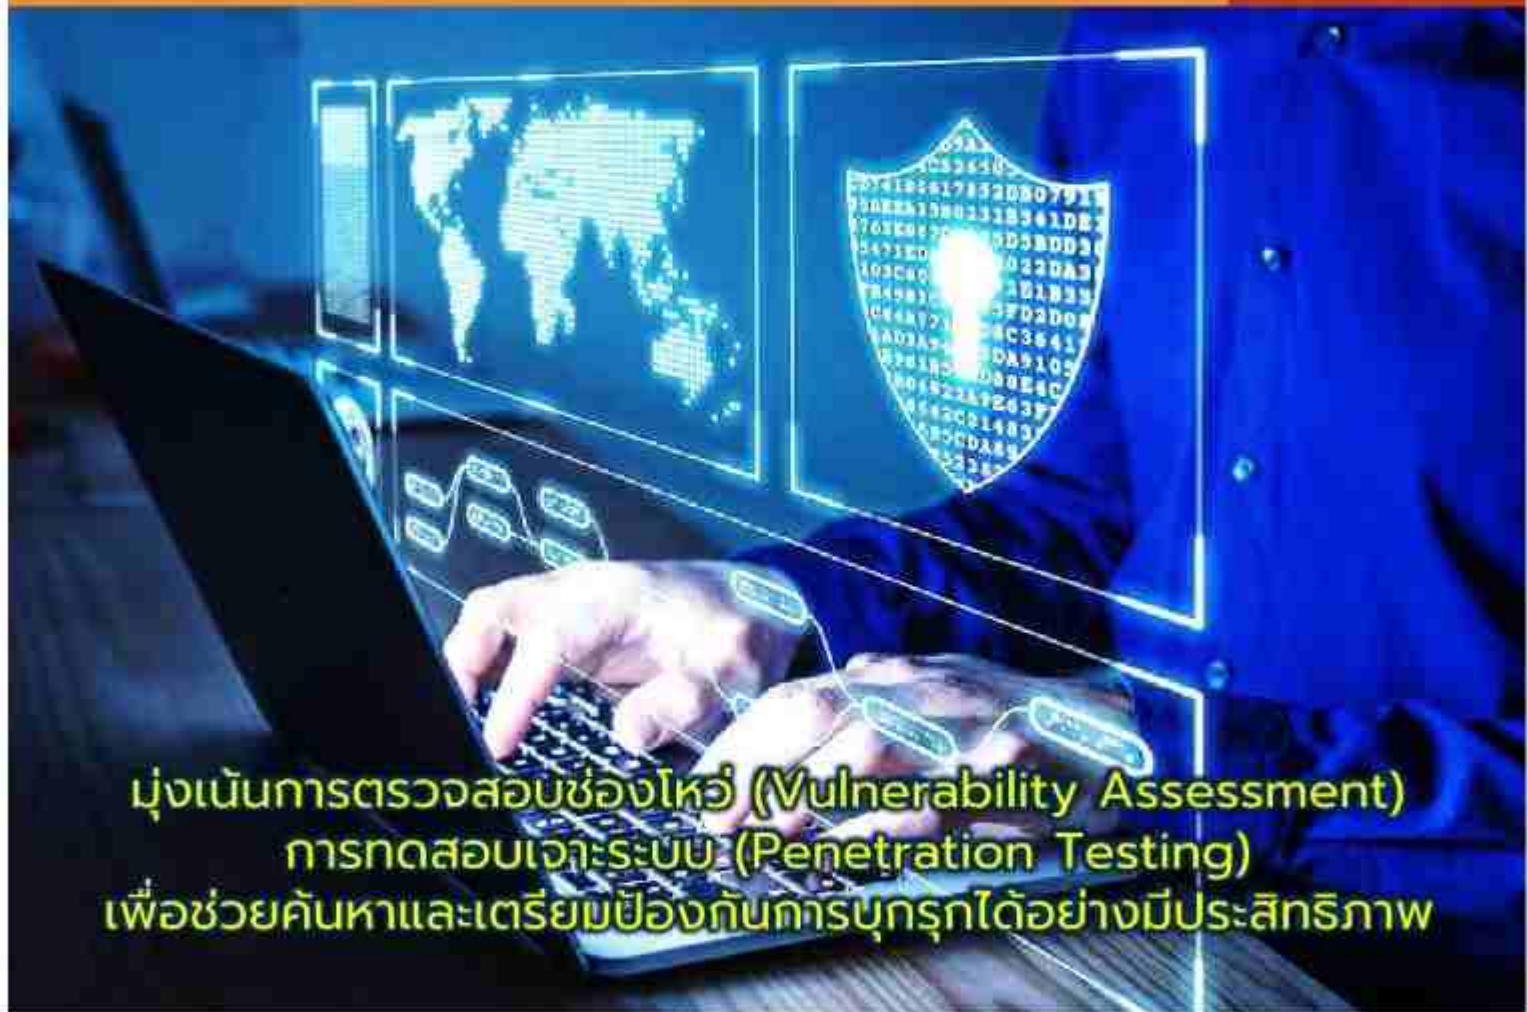 มุ่งเน้นการตรวจสอบช่องโหว่ (Vulnerability Assessment)
การทดสอบเจาะระบบ (Penetration Testing)
เพื่อช่วยค้นหาและเตรียมป้องกันการบุกรุกได้อย่างมีประสิทธิภาพ